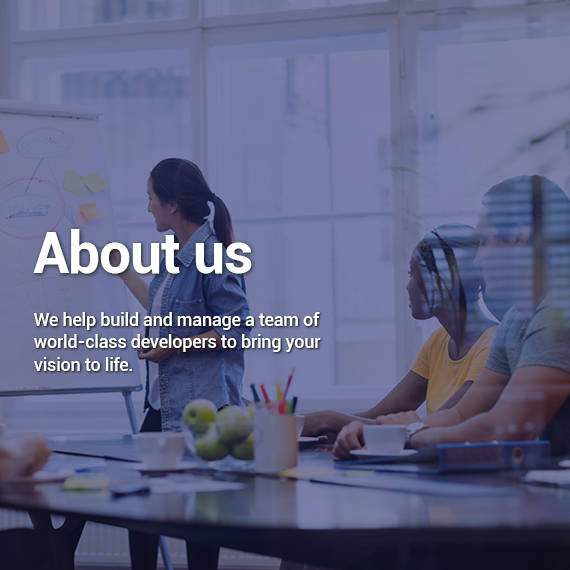 About us
We help build and manage a team of
world-class developers to bring your
vision to life.